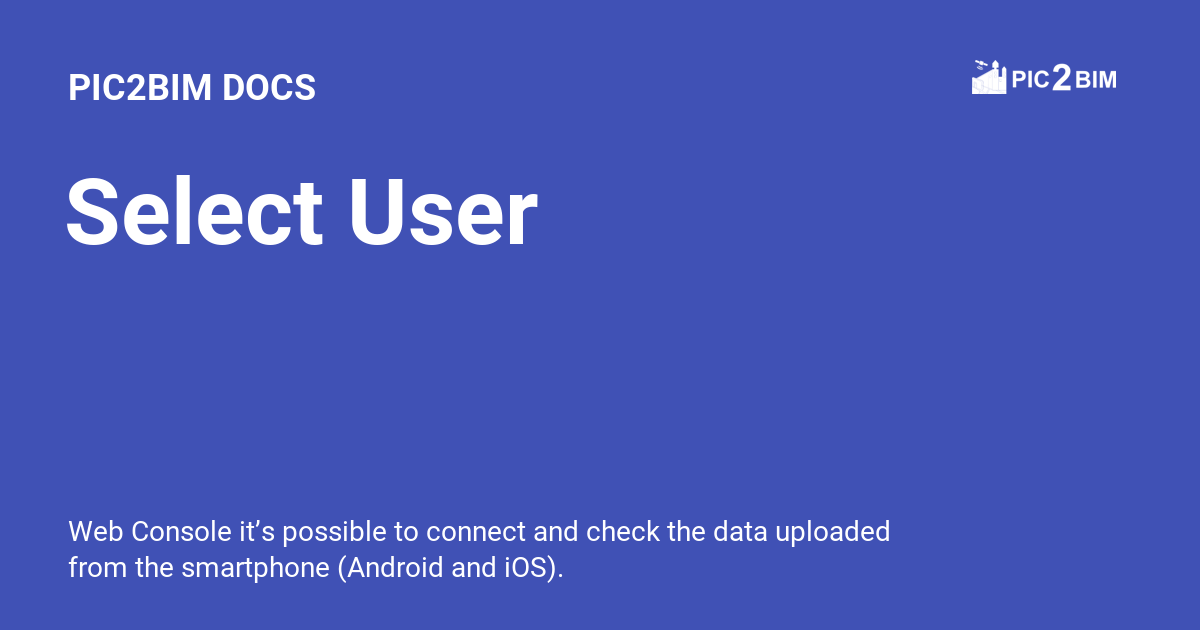 PIC2BIM DOCS
PIC2BIM
Select User
Web Console it’s possible to connect and check the data uploaded
from the smartphone (Android and iOS).